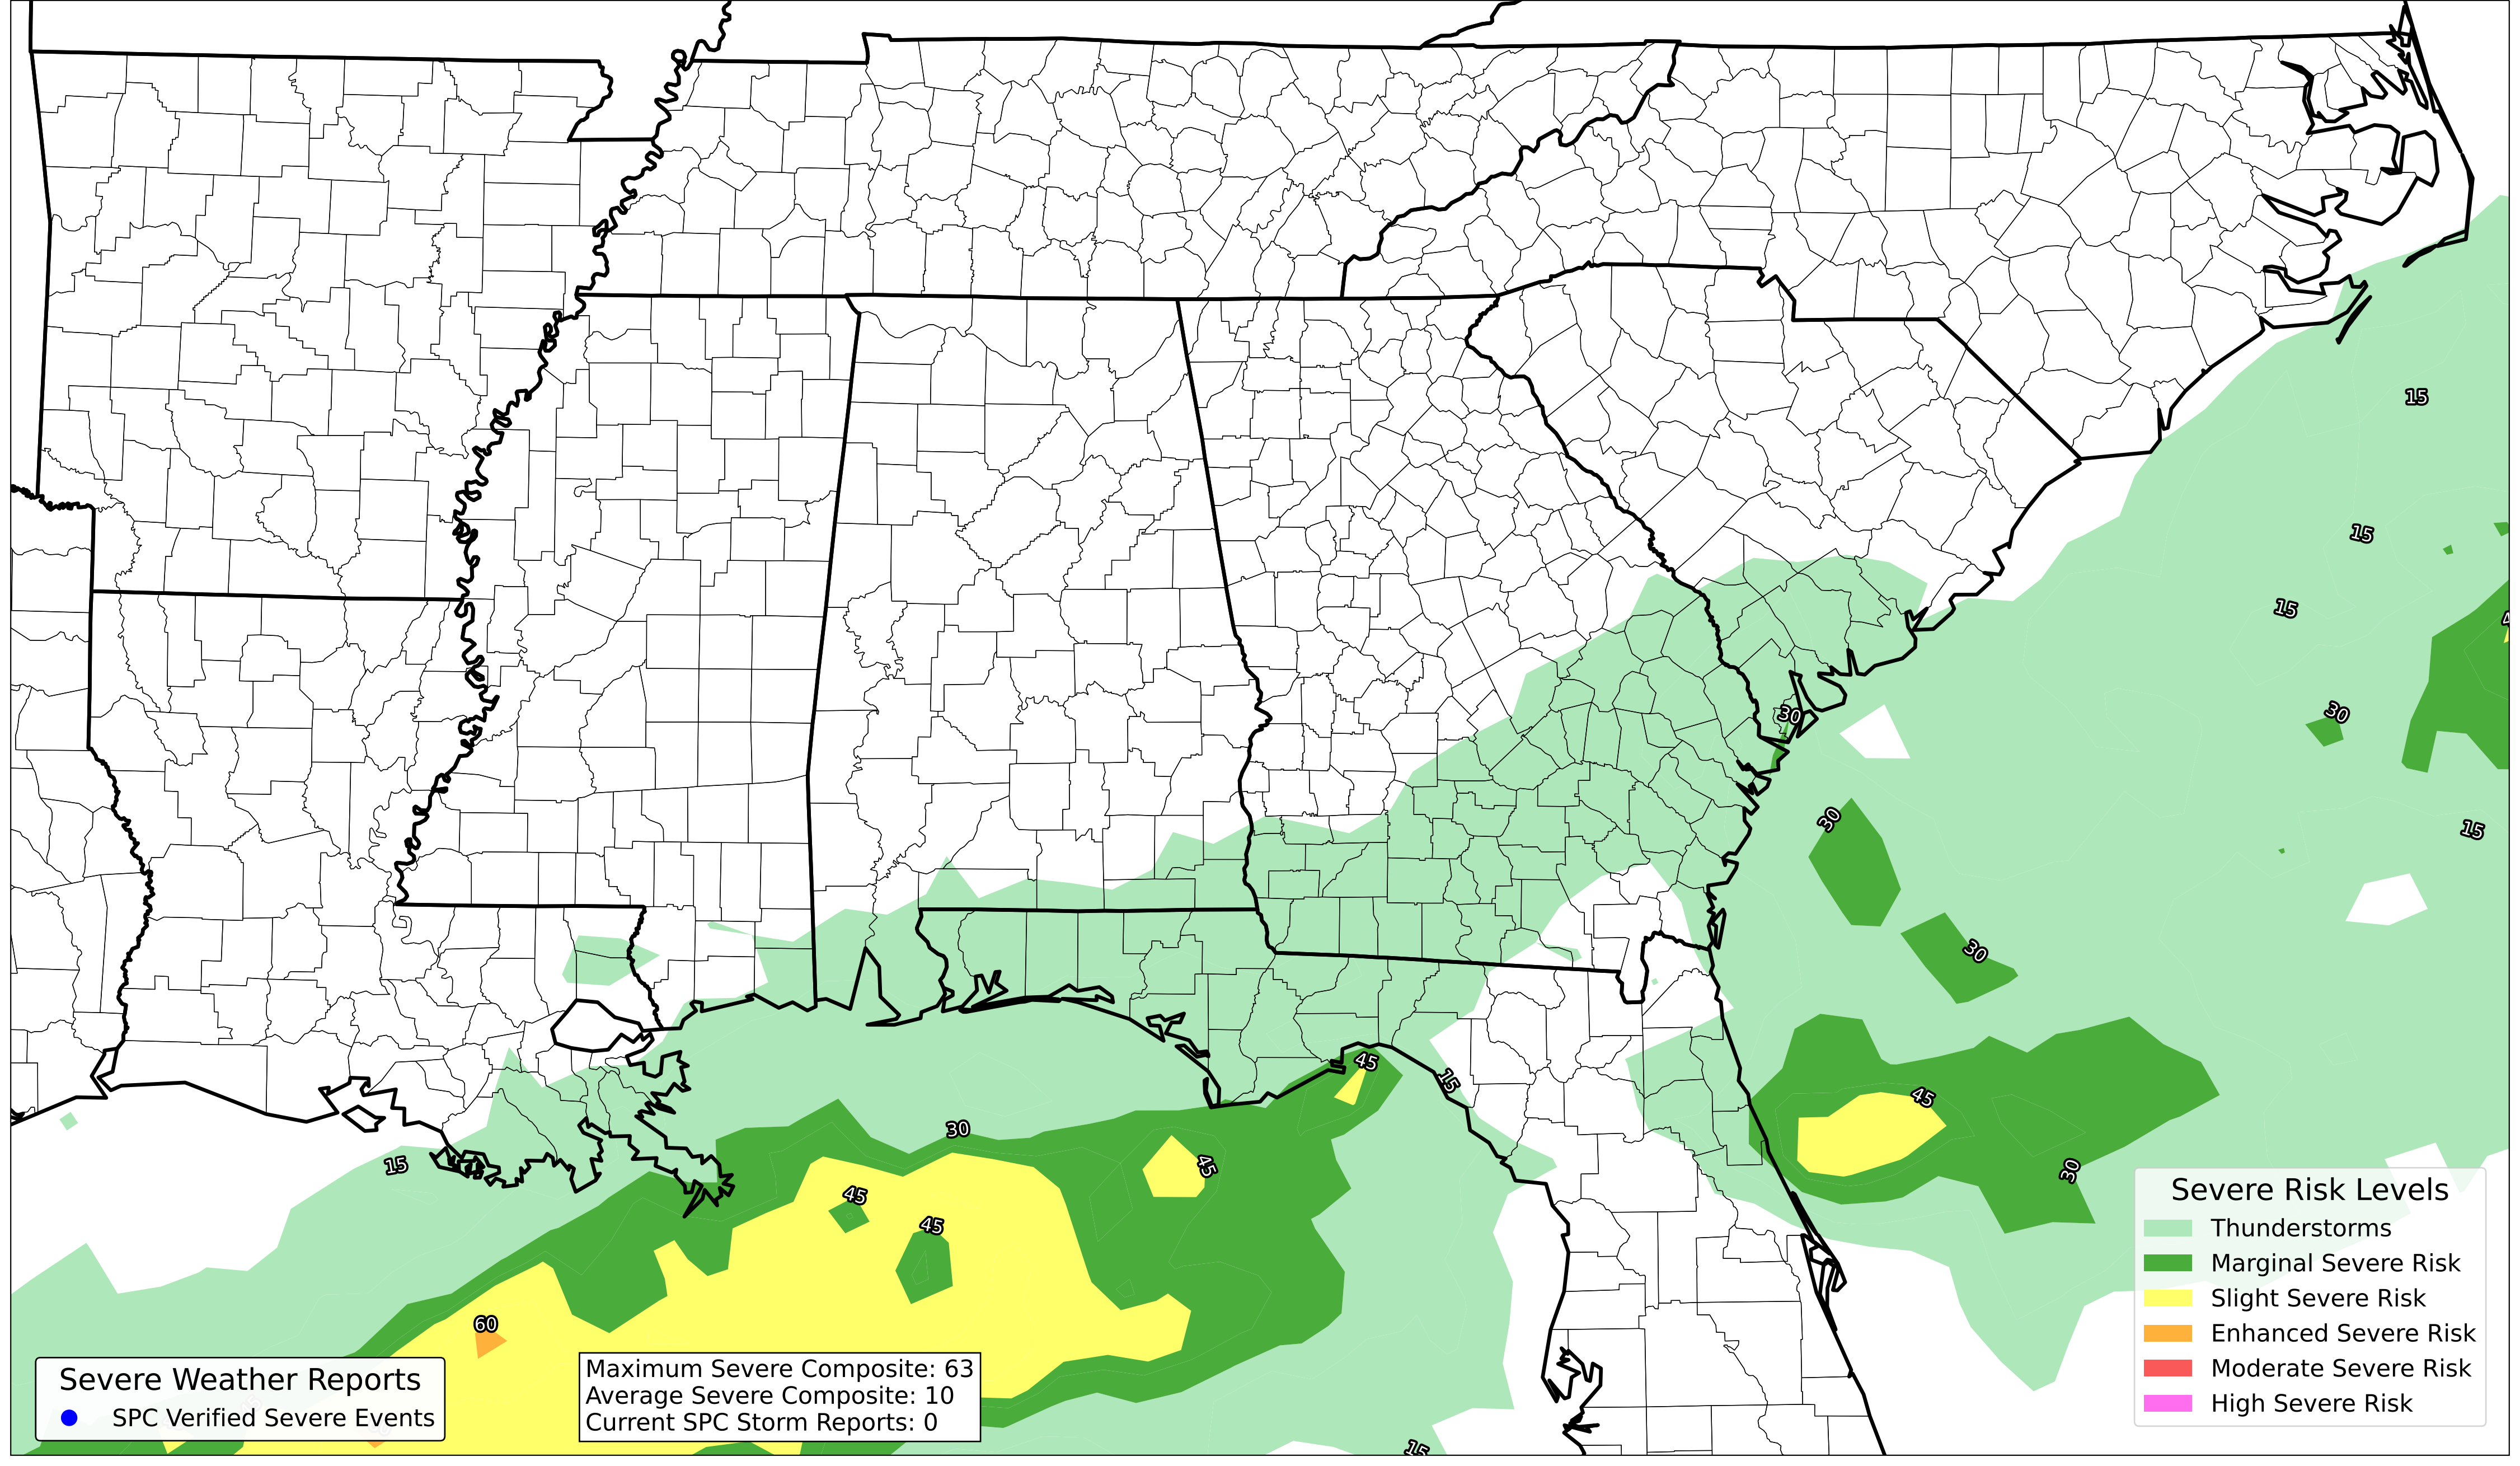 15
15
15
30
30
30
15
30
45
15
45
30
45
15
30
45
45
60
15
Severe Risk Levels
Thunderstorms
Marginal Severe Risk
Slight Severe Risk
Enhanced Severe Risk
Moderate Severe Risk
High Severe Risk
Severe Weather Reports
SPC Verified Severe Events
Maximum Severe Composite: 63
Average Severe Composite: 10
Current SPC Storm Reports: 0